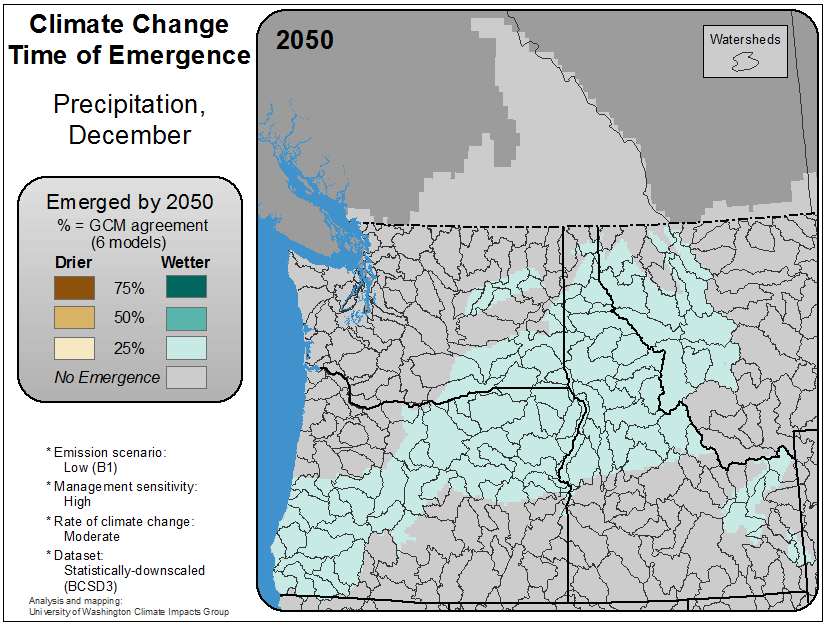 Climate Change
Time of Emergence
Precipitation,
December
Emerged by 2050
% = GCM agreement
(6 models)
Drier Wetter
75%
50%
25%
No Emergence
* Emission scenario:
Low (B1)
* Management sensitivity:
High
* Rate of climate change:
Moderate
* Dataset:
Statistically-downscaled
(BCSD3)
Analysis and mapping:
University of Washington Climate Impacts Group
2050
Watersheds